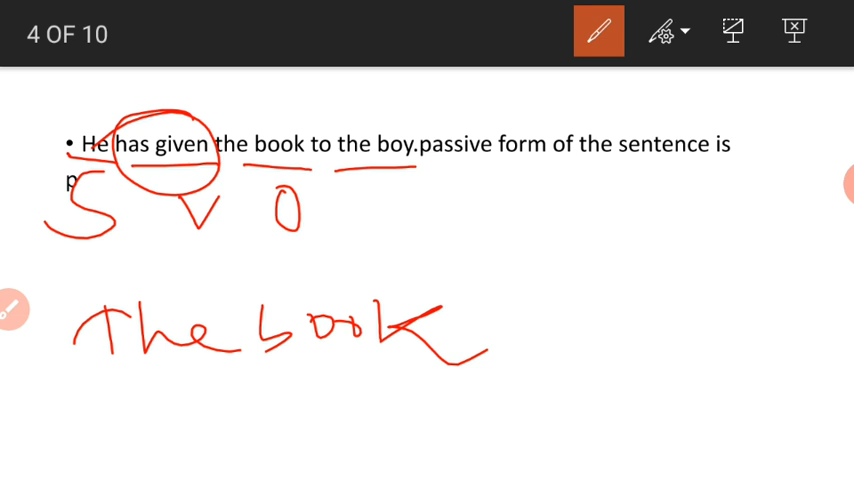 4 OF 10
• He has given the book to the boy.passive form of the sentence is
p
S V O
The book